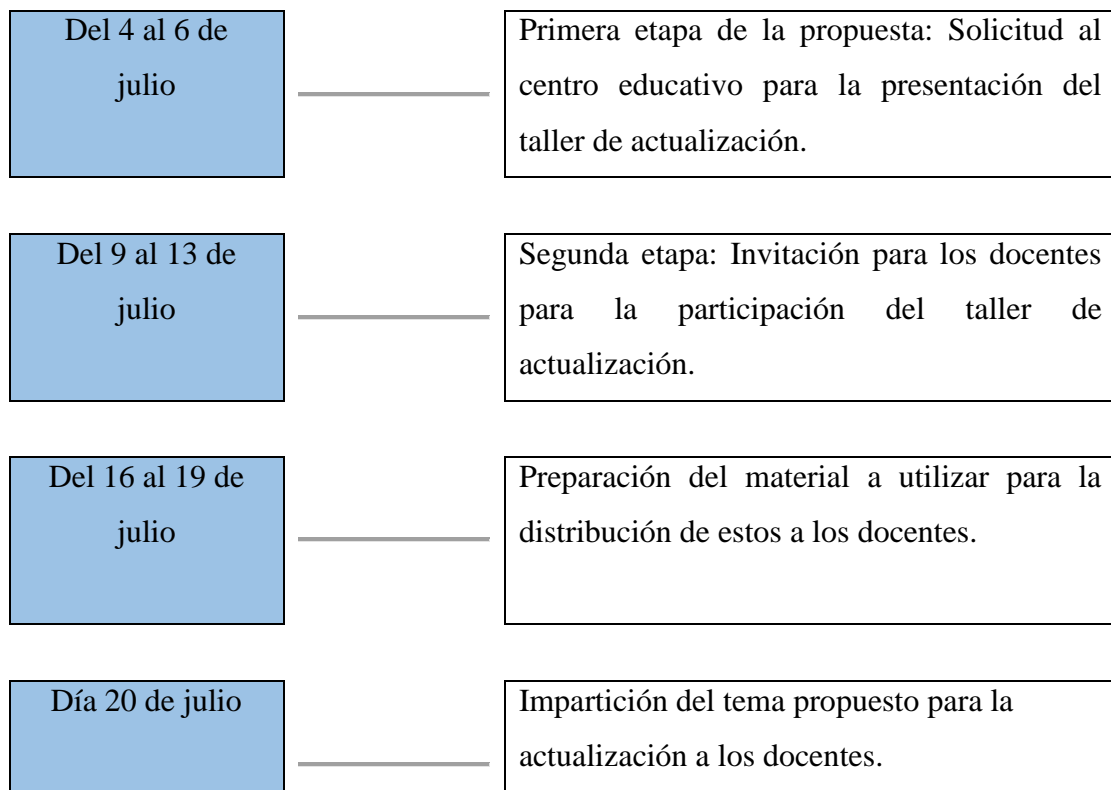 Del 4 al 6 de
julio
Primera etapa de la propuesta: Solicitud al
centro educativo para la presentación del
taller de actualización.
Del 9 al 13 de
julio
Segunda etapa: Invitación para los docentes
para la participación del taller de
actualización.
Del 16 al 19 de
julio
Preparación del material a utilizar para la
distribución de estos a los docentes.
Día 20 de julio
Impartición del tema propuesto para la
actualización a los docentes.